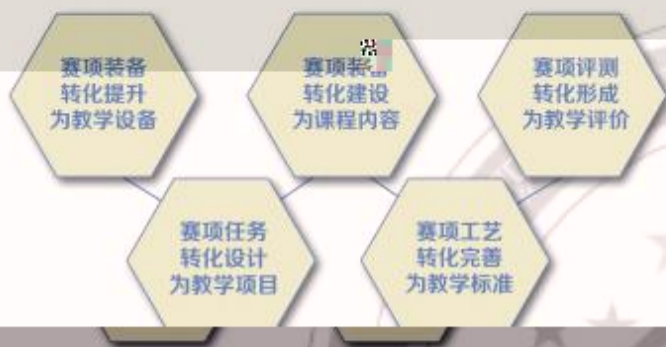 赛项装备
转化提升
为教学设备
赛项装
转化建设
为课程内容
赛项评测
转化形成
为教学评价
赛项任务
转化设计
为教学项目
赛项工艺
转化完善
为教学标准